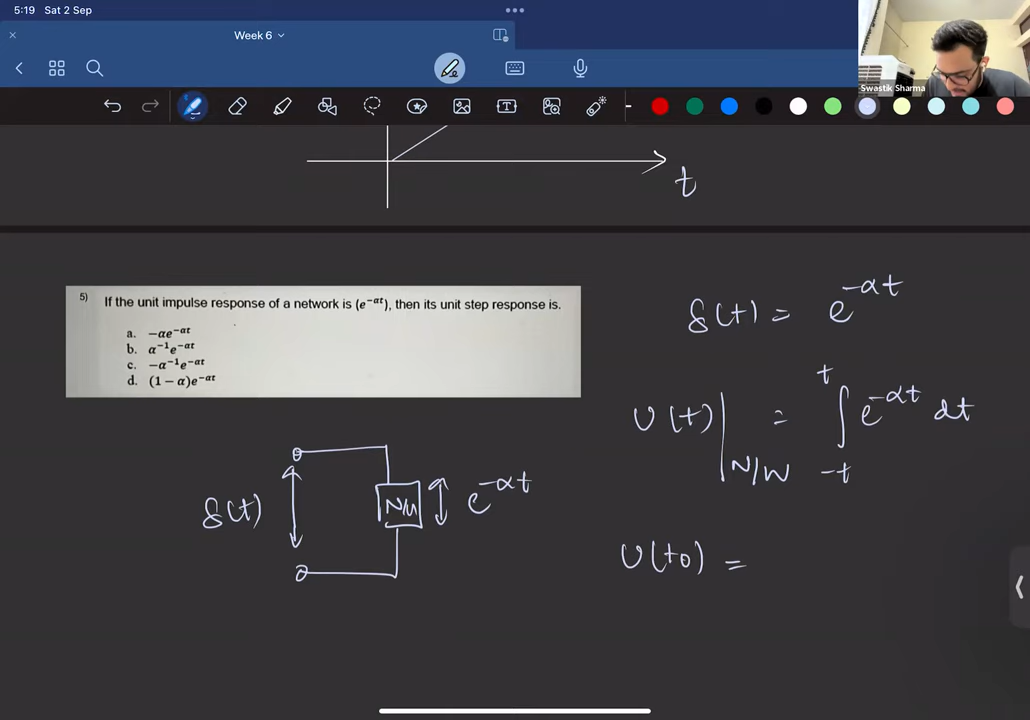 5:19 Sat 2 Sep
Week 6
Swastik Sharma
t
5) If the unit impulse response of a network is (e^{-αt}), then its unit step response is.
a. -αe^{-αt}
b. α^{-1}e^{-αt}
c. -α^{-1}e^{-αt}
d. (1 - α)e^{-αt}
δ(t) = e^{-αt}
U(t)|_{N/W} = ∫_{-t}^{t} e^{-αt} dt
δ(t) N/W e^{-αt}
U(t0) =